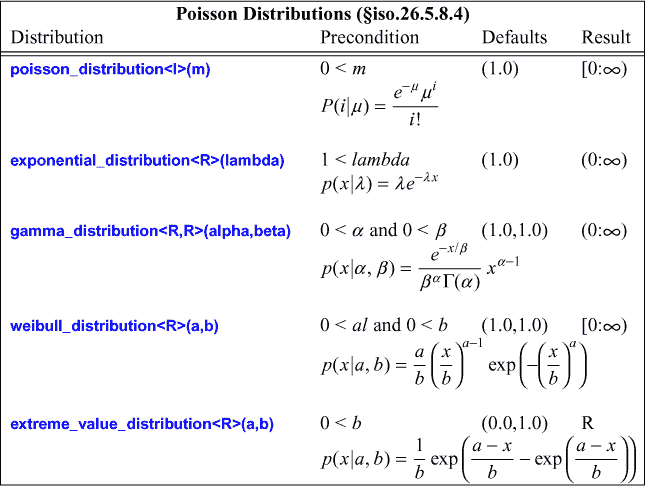 Poisson Distributions (§iso.26.5.8.4)
Distribution Precondition Defaults Result
poisson_distribution<I>(m) 0 < m (1.0) [0:∞)
P(i|μ) = e^{−μ} μ^i / i!
exponential_distribution<R>(lambda) 1 < lambda (1.0) (0:∞)
p(x|λ) = λe^{−λx}
gamma_distribution<R,R>(alpha,beta) 0 < α and 0 < β (1.0,1.0) (0:∞)
p(x|α, β) = e^{−x/β} / (β^α Γ(α)) x^{α−1}
weibull_distribution<R>(a,b) 0 < al and 0 < b (1.0,1.0) [0:∞)
p(x|a, b) = a/b (x/b)^{a−1} exp(−(x/b)^a)
extreme_value_distribution<R>(a,b) 0 < b (0.0,1.0) R
p(x|a, b) = 1/b exp((a − x)/b − exp((a − x)/b))